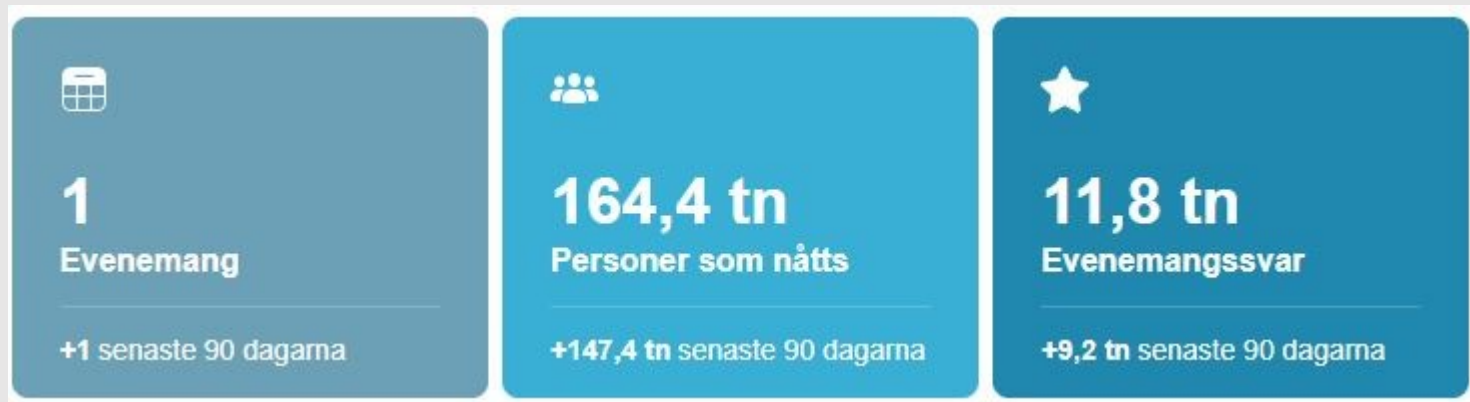 1
Evenemang
+1 senaste 90 dagarna
164,4 tn
Personer som nåtts
+147,4 tn senaste 90 dagarna
11,8 tn
Evenemangssvar
+9,2 tn senaste 90 dagarna